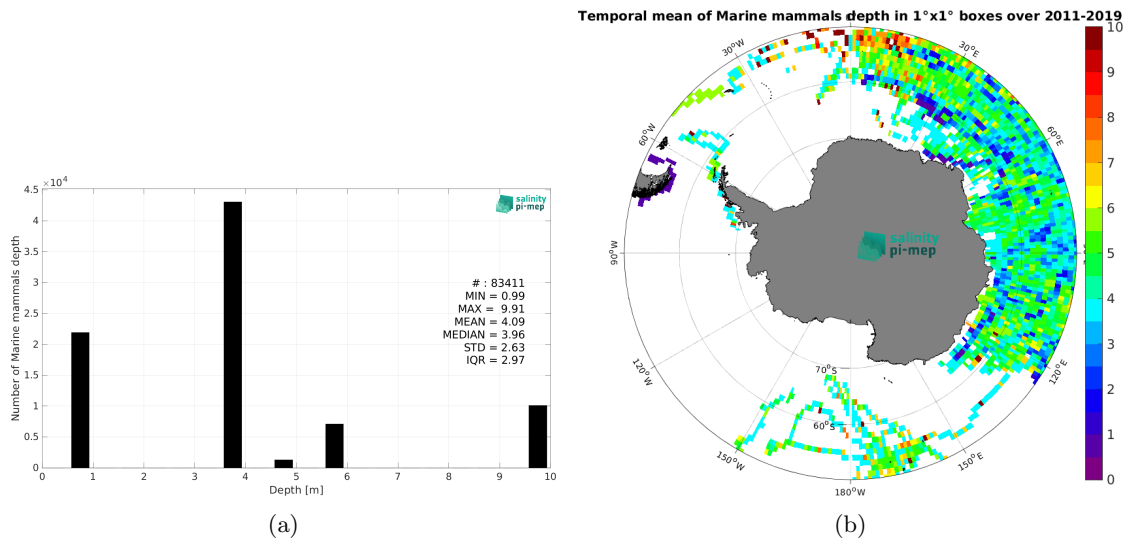 ×10⁴
4.5
4
3.5
3
2.5
2
1.5
1
0.5
0
Number of Marine mammals depth
salinity
pi-mep
# : 83411
MIN = 0.99
MAX = 9.91
MEAN = 4.09
MEDIAN = 3.96
STD = 2.63
IQR = 2.97
0 1 2 3 4 5 6 7 8 9 10
Depth [m]
(a)
Temporal mean of Marine mammals depth in 1°x1° boxes over 2011-2019
30°W
30°E
60°W
60°E
90°W
salinity
pi-mep
120°W
120°E
70°S
60°S
150°W
150°E
180°W
10
9
8
7
6
5
4
3
2
1
0
(b)